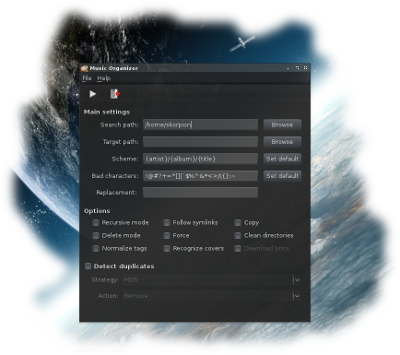 Music-Organizer
File Help
Main settings
Search path: /home/skorpion Browse
Target path: Browse
Scheme: {artist}/{album}/{title} Set default
Bad characters: Set default
Replacement:
Options
Recursive mode Follow symlinks Copy
Delete mode Force Clean directories
Normalize tags Recognize covers Download lyrics
Detect duplicates
Strategy: MD5
Action: Remove